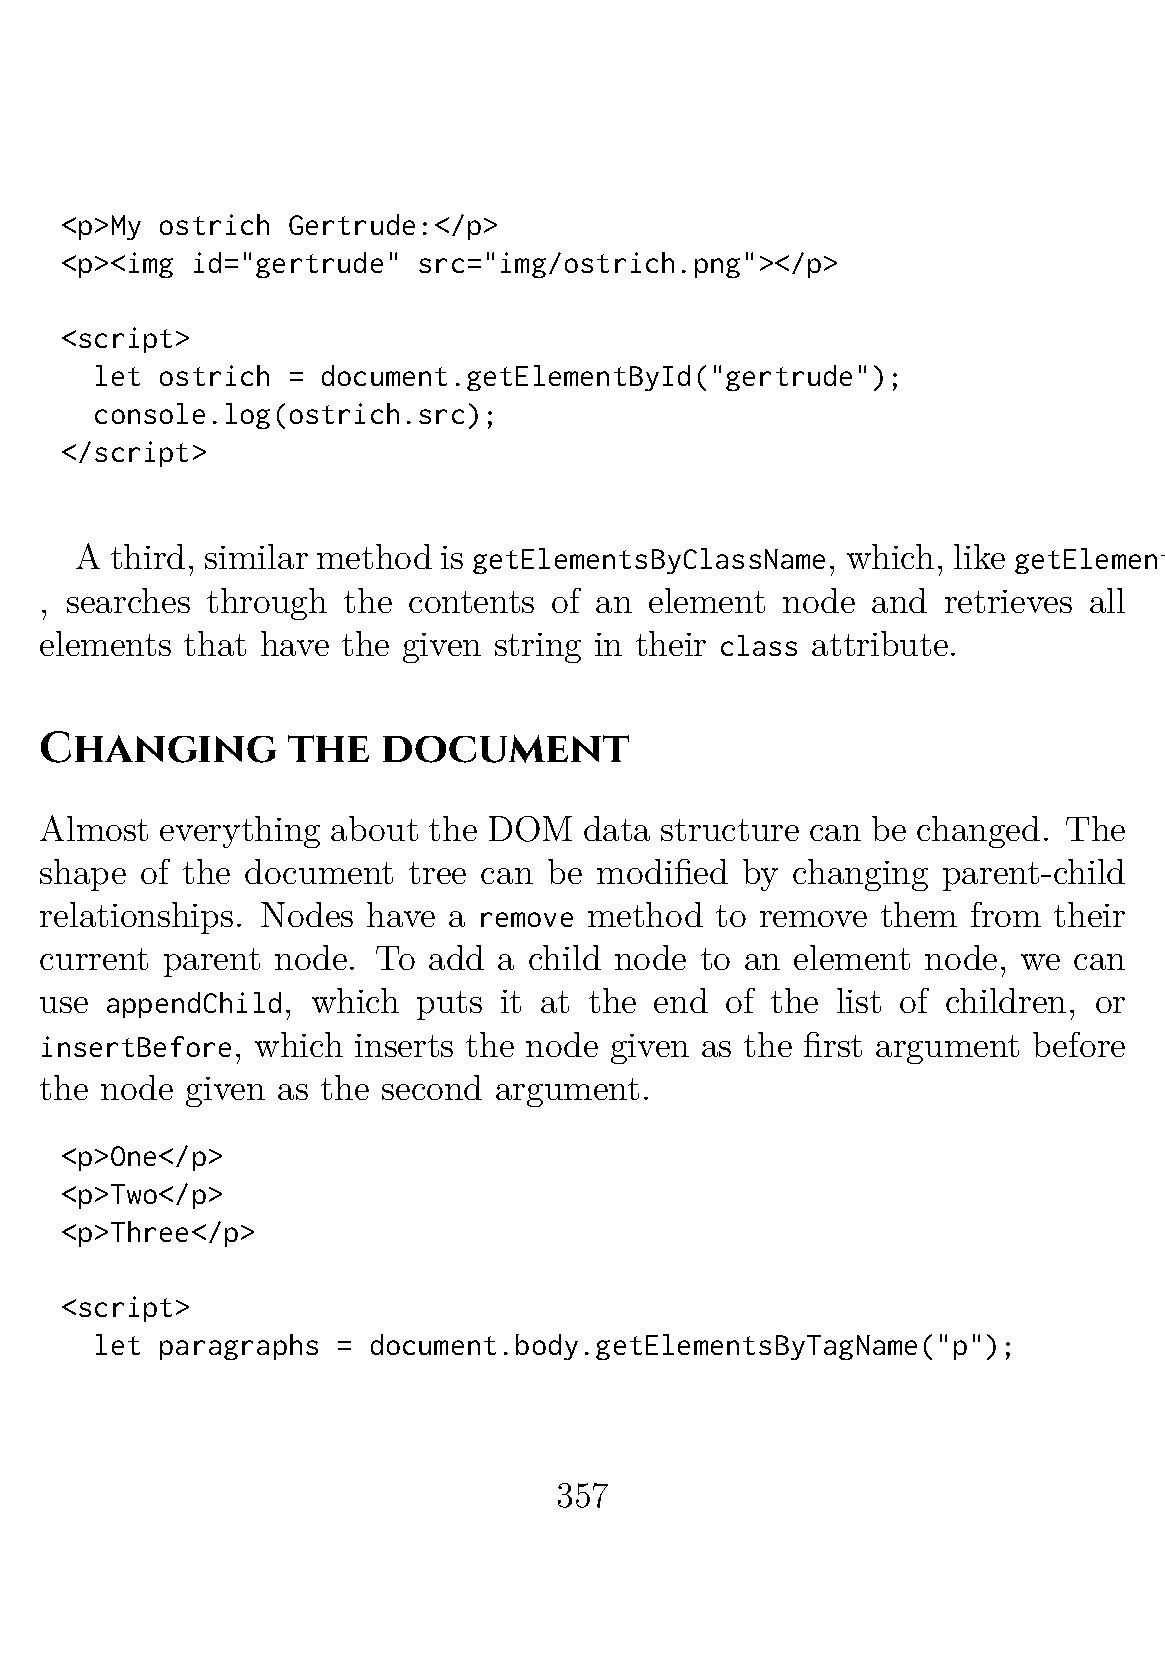 <p>My ostrich Gertrude:</p>
<p><img id="gertrude" src="img/ostrich.png"></p>
<script>
  let ostrich = document.getElementById("gertrude");
  console.log(ostrich.src);
</script>
A third, similar method is getElementsByClassName, which, like
, searches through the contents of an element node and retrieves all
elements that have the given string in their class attribute.
Changing the document
Almost everything about the DOM data structure can be changed. The
shape of the document tree can be modified by changing parent-child
relationships. Nodes have a remove method to remove them from their
current parent node. To add a child node to an element node, we can
use appendChild, which puts it at the end of the list of children, or
insertBefore, which inserts the node given as the first argument before
the node given as the second argument.
<p>One</p>
<p>Two</p>
<p>Three</p>
<script>
  let paragraphs = document.body.getElementsByTagName("p");
357